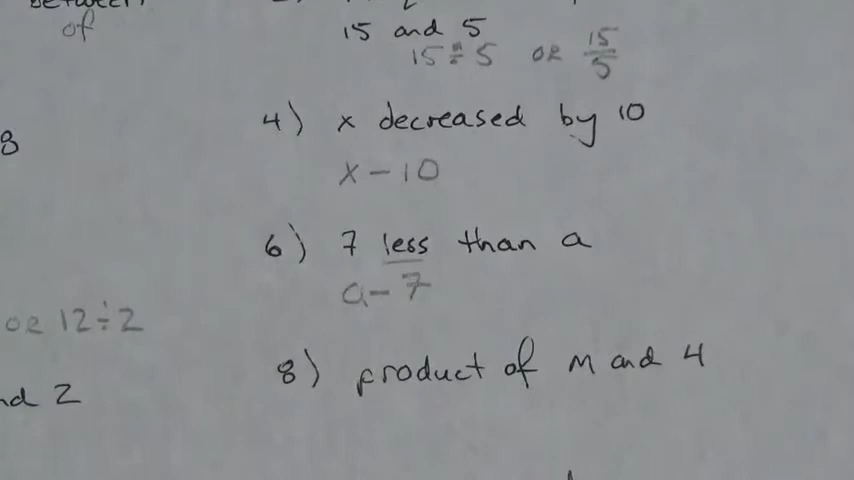 between
of
15 and 5
15 ÷ 5 OR 15/5
8
4) x decreased by 10
x - 10
6) 7 less than a
a - 7
OR 12 ÷ 2
8) product of m and 4
nd 2